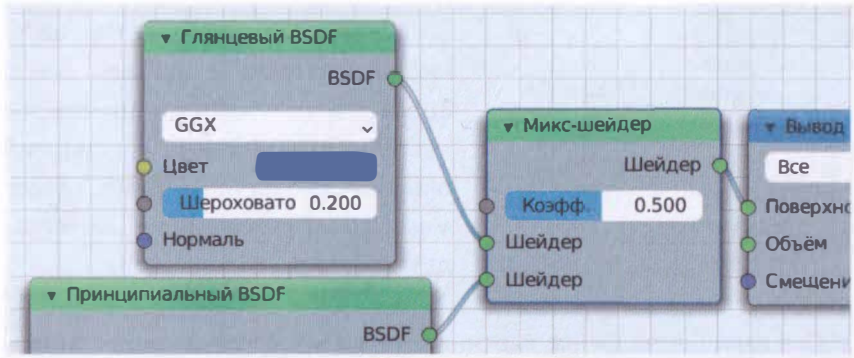 Глянцевый BSDF
BSDF
GGX
Цвет
Шероховато 0.200
Нормаль
Принципиальный BSDF
BSDF
Микс-шейдер
Шейдер
Коэфф. 0.500
Шейдер
Шейдер
Вывод
Все
Поверхно
Объём
Смещени